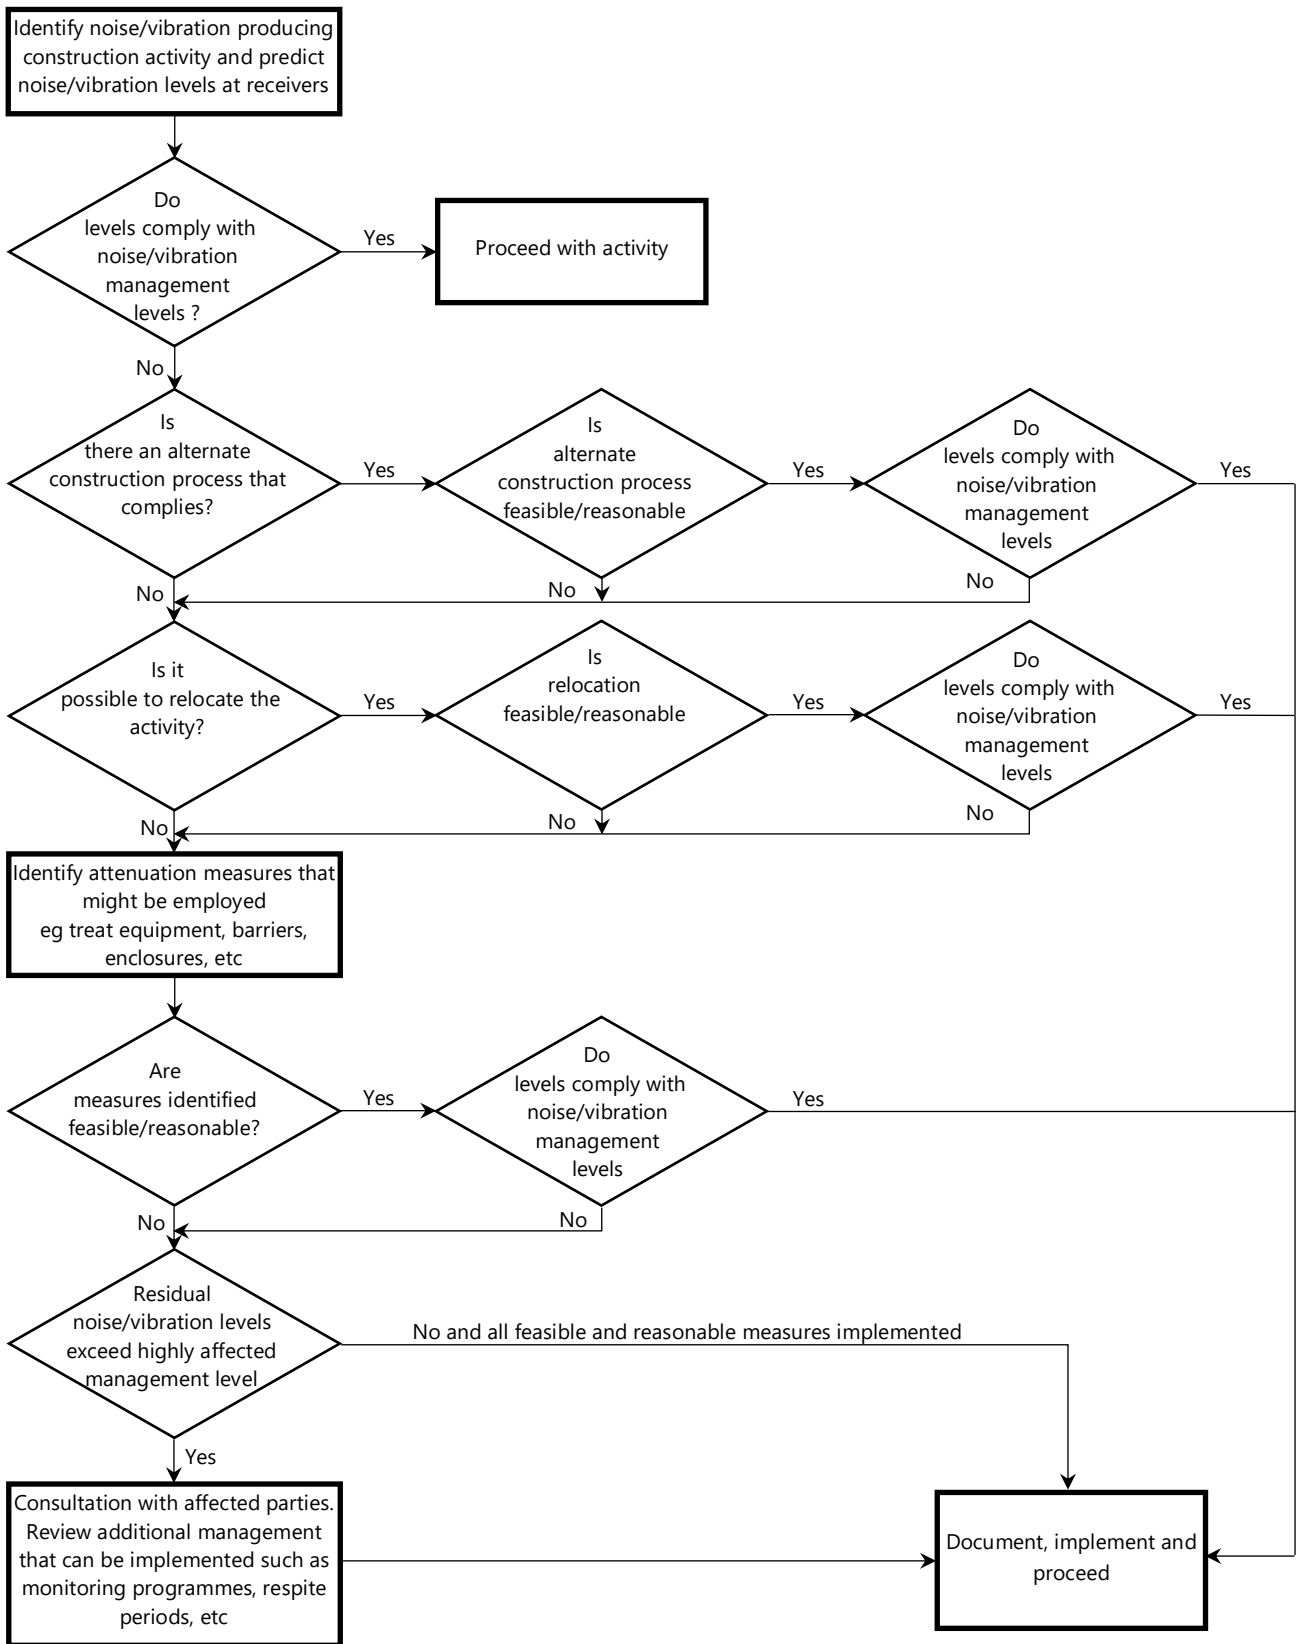 Identify noise/vibration producing
construction activity and predict
noise/vibration levels at receivers
Do
levels comply with
noise/vibration
management
levels ?
Yes
Proceed with activity
No
Is
there an alternate
construction process that
complies?
Yes
Is
alternate
construction process
feasible/reasonable
Yes
Do
levels comply with
noise/vibration
management
levels
Yes
No
No
No
Is it
possible to relocate the
activity?
Yes
Is
relocation
feasible/reasonable
Yes
Do
levels comply with
noise/vibration
management
levels
Yes
No
No
No
Identify attenuation measures that
might be employed
eg treat equipment, barriers,
enclosures, etc
Are
measures identified
feasible/reasonable?
Yes
Do
levels comply with
noise/vibration
management
levels
Yes
No
No
Residual
noise/vibration levels
exceed highly affected
management level
No and all feasible and reasonable measures implemented
Yes
Consultation with affected parties.
Review additional management
that can be implemented such as
monitoring programmes, respite
periods, etc
Document, implement and
proceed